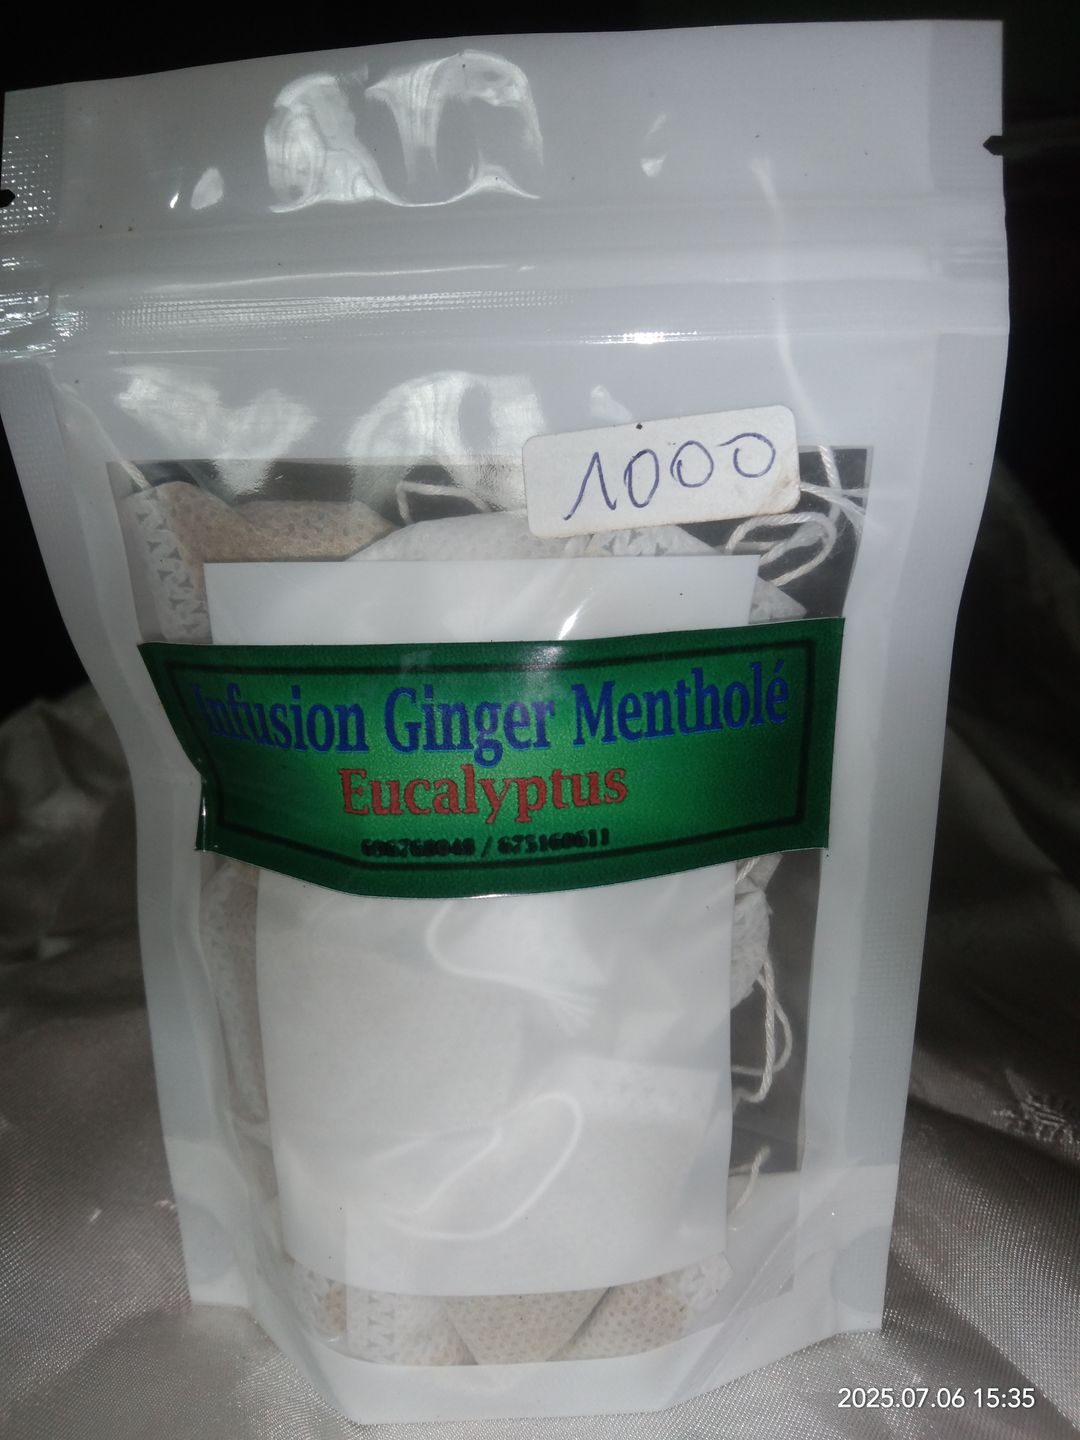 1000
Infusion Ginger Mentholé
Eucalyptus
2025.07.06 15:35